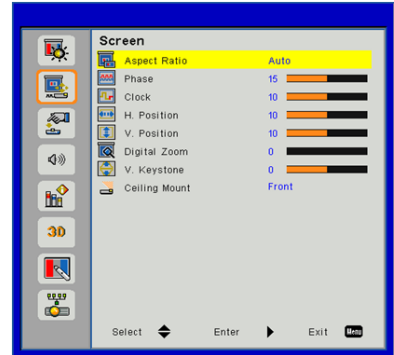 Screen
Aspect Ratio Auto
Phase 15
Clock 10
H. Position 10
V. Position 10
Digital Zoom 0
V. Keystone 0
Ceiling Mount Front
3D
Select Enter Exit Menu